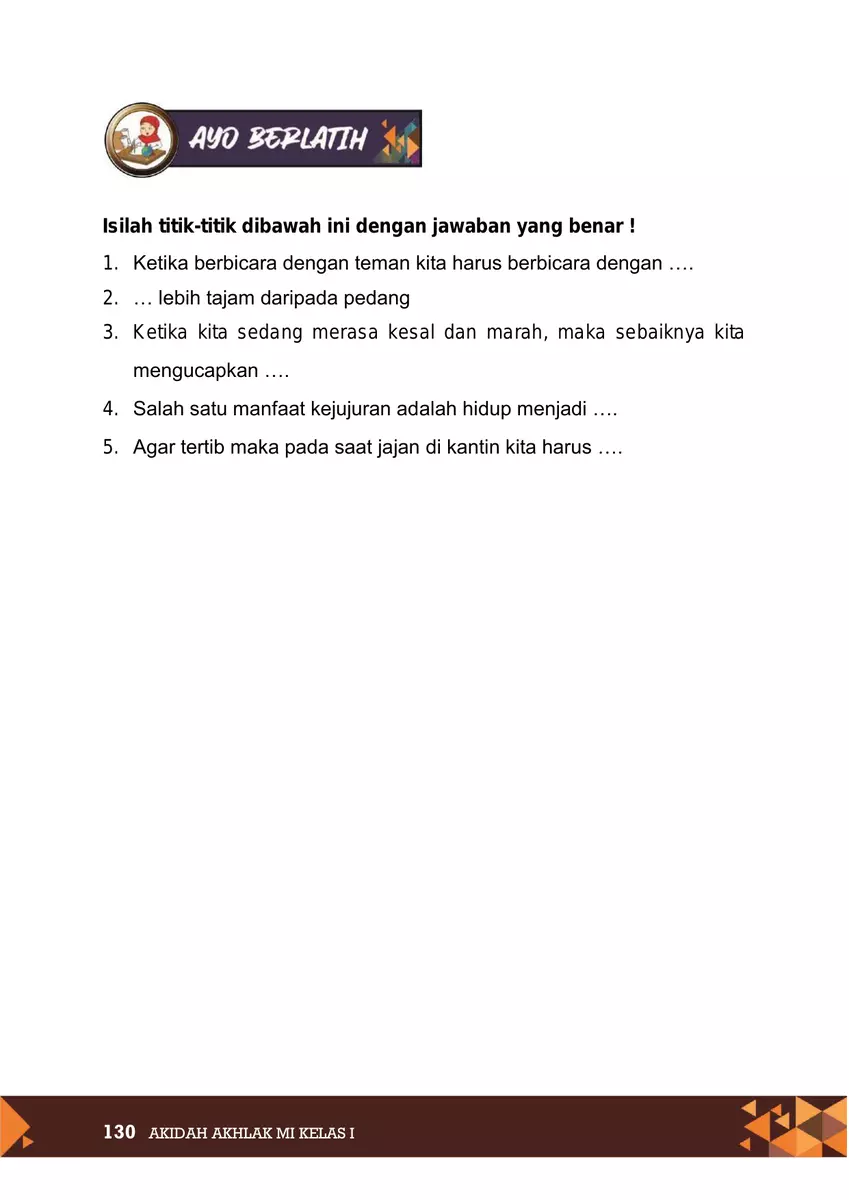 AYO BERLATIH
Isilah titik-titik dibawah ini dengan jawaban yang benar !
1. Ketika berbicara dengan teman kita harus berbicara dengan ….
2. … lebih tajam daripada pedang
3. Ketika kita sedang merasa kesal dan marah, maka sebaiknya kita
mengucapkan ….
4. Salah satu manfaat kejujuran adalah hidup menjadi ….
5. Agar tertib maka pada saat jajan di kantin kita harus ….
130 AKIDAH AKHLAK MI KELAS I